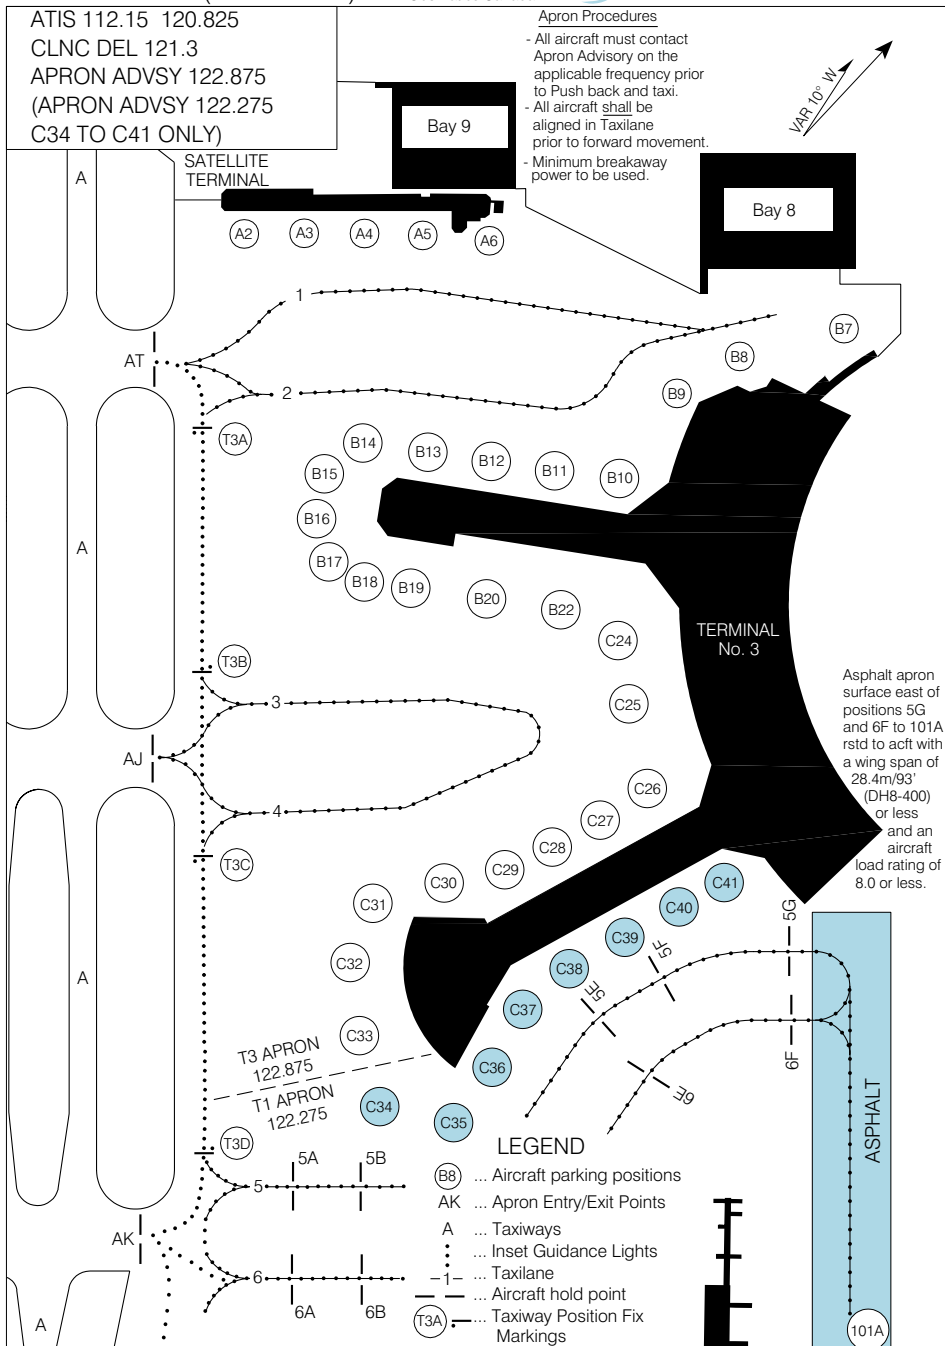 ATIS 112.15 120.825
CLNC DEL 121.3
APRON ADVSY 122.875
(APRON ADVSY 122.275
C34 TO C41 ONLY)
Apron Procedures
- All aircraft must contact
Apron Advisory on the
applicable frequency prior
to Push back and taxi.
- All aircraft shall be
aligned in Taxilane
prior to forward movement.
- Minimum breakaway
power to be used.
VAR 10° W
Bay 9
Bay 8
A
SATELLITE
TERMINAL
A2
A3
A4
A5
A6
1
B7
B8
AT
2
B9
T3A
B14
B13
B12
B11
B10
B15
B16
A
B17
B18
B19
B20
B22
C24
TERMINAL
No. 3
T3B
3
C25
Asphalt apron
surface east of
positions 5G
and 6F to 101A
rstd to acft with
a wing span of
28.4m/93'
(DH8-400)
or less
and an
aircraft
load rating of
8.0 or less.
AJ
C26
4
C27
C28
T3C
C29
C30
C31
C41
C40
C39
5G
C32
A
C38
5F
5E
C37
C33
T3 APRON
122.875
T1 APRON
122.275
C36
6F
6E
C34
C35
ASPHALT
T3D
5A
5B
5
AK
6
6A
6B
A
LEGEND
B8 ... Aircraft parking positions
AK ... Apron Entry/Exit Points
A ... Taxiways
... Inset Guidance Lights
1 ... Taxilane
... Aircraft hold point
T3A ... Taxiway Position Fix
Markings
101A